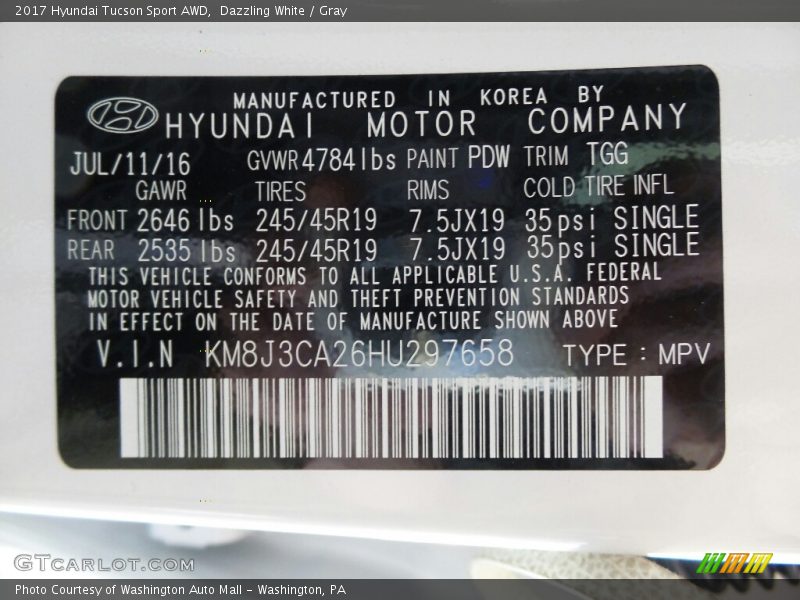 2017 Hyundai Tucson Sport AWD,  Dazzling White / Gray
MANUFACTURED IN KOREA BY
HYUNDAI MOTOR COMPANY
JUL/11/16 GVWR4784lbs PAINT PDW TRIM TGG
GAWR TIRES RIMS COLD TIRE INFL
FRONT 2646 lbs 245/45R19 7.5JX19 35psi SINGLE
REAR 2535 lbs 245/45R19 7.5JX19 35psi SINGLE
THIS VEHICLE CONFORMS TO ALL APPLICABLE U.S.A. FEDERAL
MOTOR VEHICLE SAFETY AND THEFT PREVENTION STANDARDS
IN EFFECT ON THE DATE OF MANUFACTURE SHOWN ABOVE
V.I.N KM8J3CA26HU297658 TYPE : MPV
GTCARLOT.COM
Photo Courtesy of Washington Auto Mall - Washington, PA